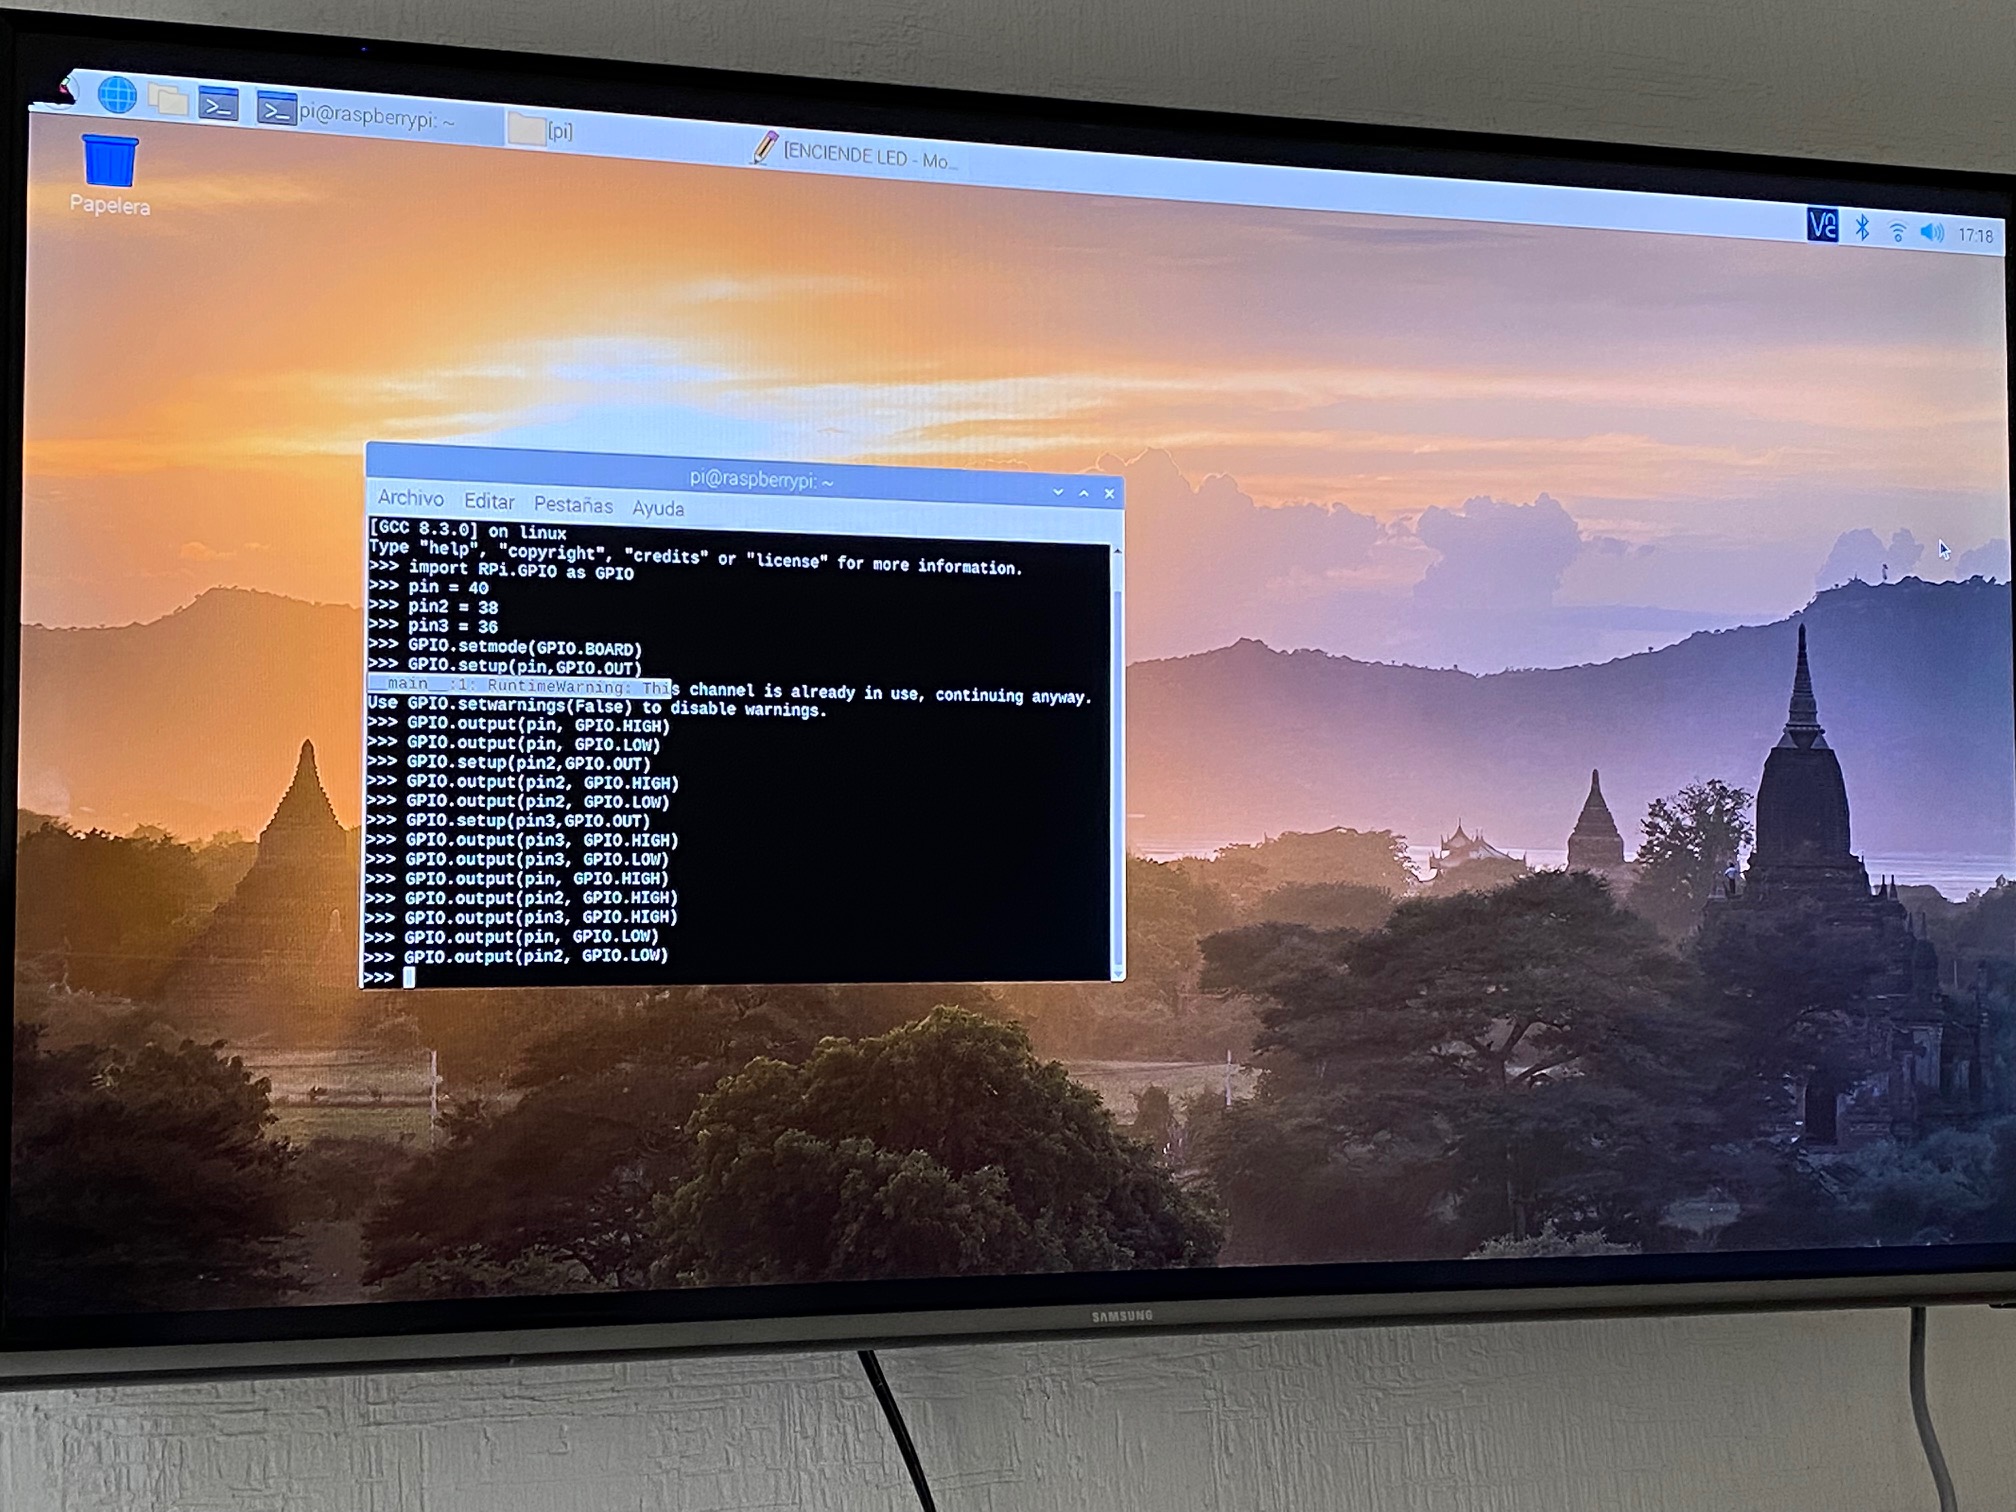 pi@raspberrypi: ~
[pi]
[ENCIENDE LED - Mo...
17:18
Papelera
pi@raspberrypi: ~
Archivo Editar Pestañas Ayuda
[GCC 8.3.0] on linux
Type "help", "copyright", "credits" or "license" for more information.
>>> import RPi.GPIO as GPIO
>>> pin = 40
>>> pin2 = 38
>>> pin3 = 36
>>> GPIO.setmode(GPIO.BOARD)
>>> GPIO.setup(pin,GPIO.OUT)
__main__:1: RuntimeWarning: This channel is already in use, continuing anyway.
Use GPIO.setwarnings(False) to disable warnings.
>>> GPIO.output(pin, GPIO.HIGH)
>>> GPIO.output(pin, GPIO.LOW)
>>> GPIO.setup(pin2,GPIO.OUT)
>>> GPIO.output(pin2, GPIO.HIGH)
>>> GPIO.output(pin2, GPIO.LOW)
>>> GPIO.setup(pin3,GPIO.OUT)
>>> GPIO.output(pin3, GPIO.HIGH)
>>> GPIO.output(pin3, GPIO.LOW)
>>> GPIO.output(pin, GPIO.HIGH)
>>> GPIO.output(pin2, GPIO.HIGH)
>>> GPIO.output(pin3, GPIO.HIGH)
>>> GPIO.output(pin, GPIO.LOW)
>>> GPIO.output(pin2, GPIO.LOW)
>>>
SAMSUNG